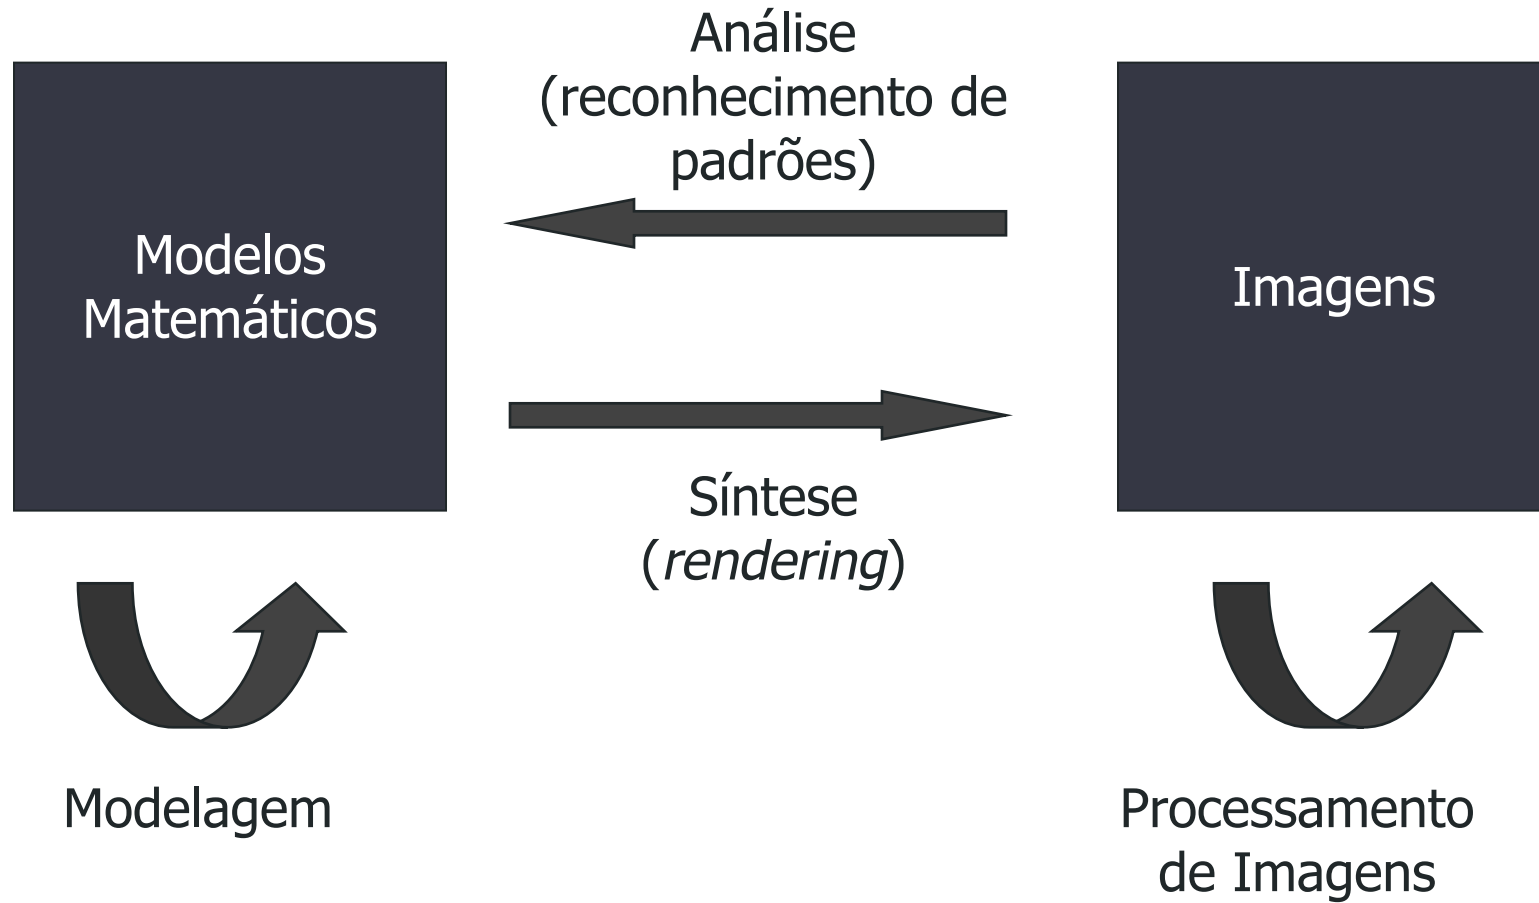 Análise
(reconhecimento de
padrões)
Modelos
Matemáticos
Imagens
Síntese
(rendering)
Modelagem
Processamento
de Imagens